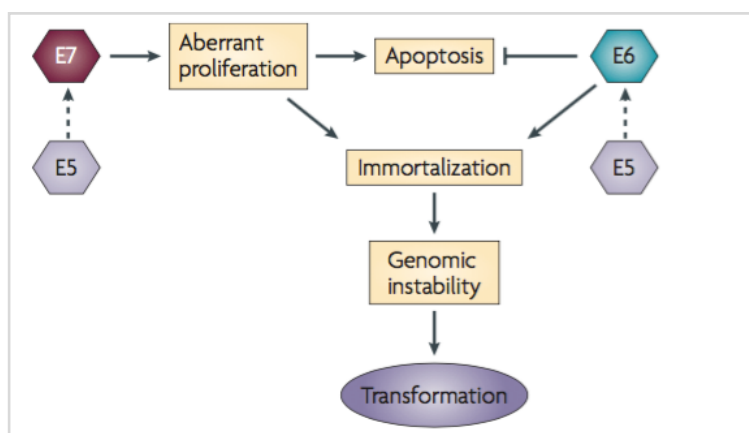 E7
Aberrant
proliferation
Apoptosis
E6
E5
Immortalization
E5
Genomic
instability
Transformation